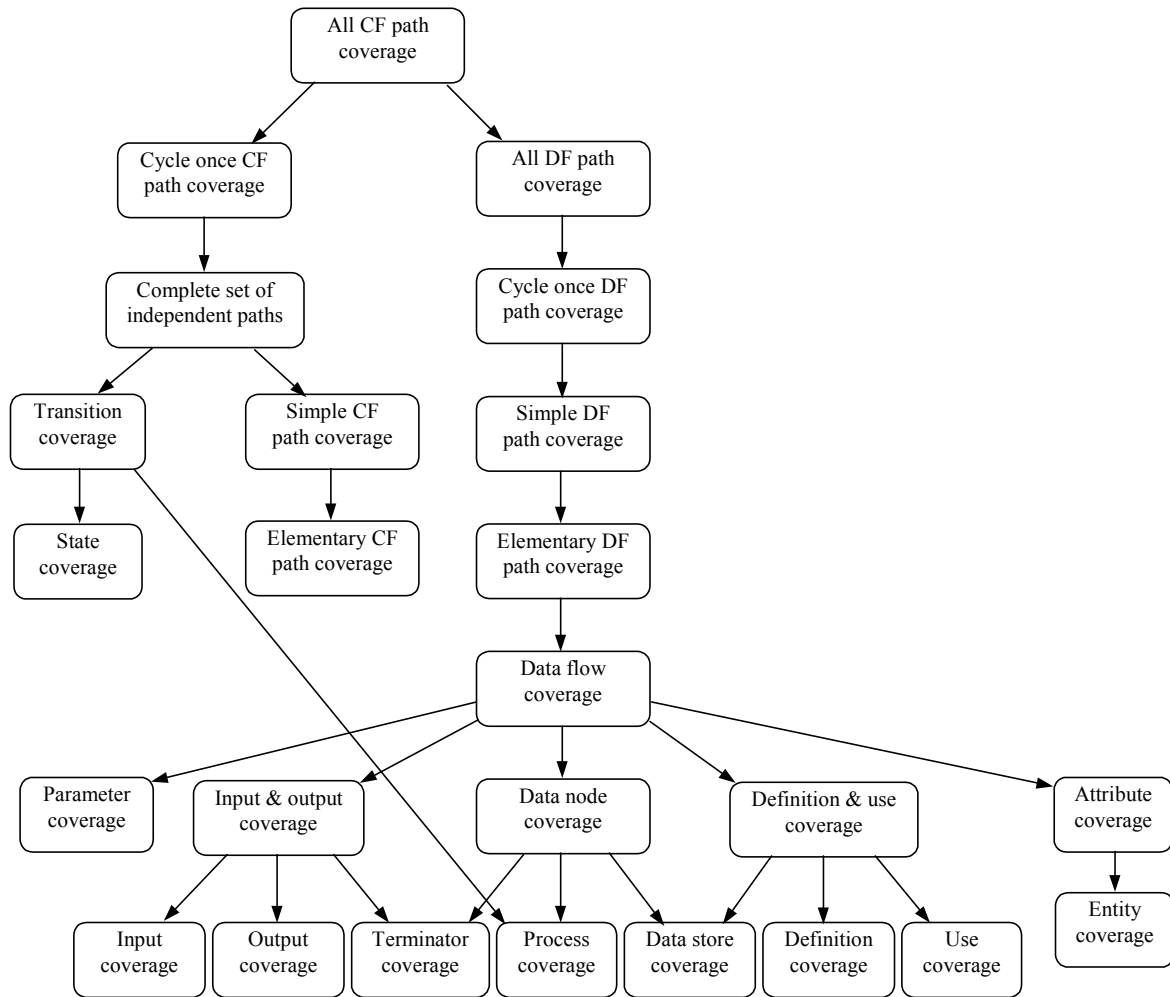 All CF path
coverage
Cycle once CF
path coverage
All DF path
coverage
Complete set of
independent paths
Cycle once DF
path coverage
Transition
coverage
Simple CF
path coverage
Simple DF
path coverage
State
coverage
Elementary CF
path coverage
Elementary DF
path coverage
Data flow
coverage
Parameter
coverage
Input & output
coverage
Data node
coverage
Definition & use
coverage
Attribute
coverage
Input
coverage
Output
coverage
Terminator
coverage
Process
coverage
Data store
coverage
Definition
coverage
Use
coverage
Entity
coverage